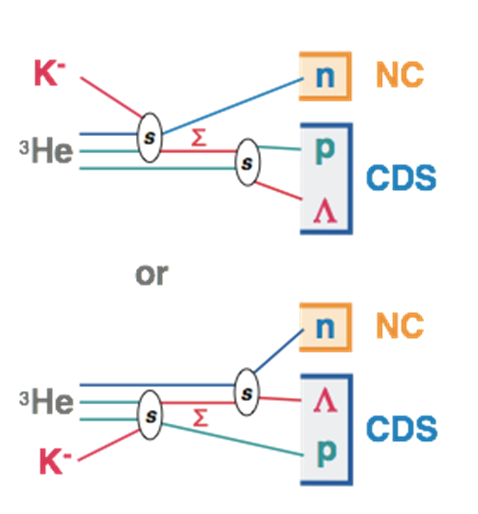 K⁻
n NC
s Σ
³He
s p
CDS
Λ
or
n NC
s
³He Λ
s Σ
CDS
K⁻ p